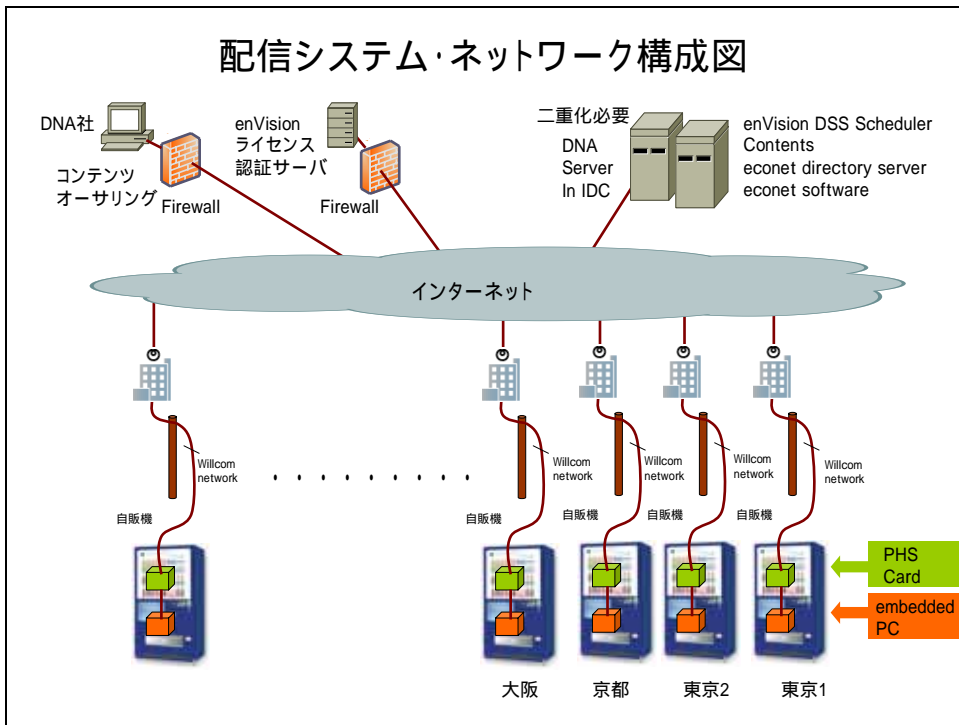 配信システム・ネットワーク構成図
DNA社
コンテンツ
オーサリング
Firewall
enVision
ライセンス
認証サーバ
Firewall
二重化必要
DNA
Server
In IDC
enVision DSS Scheduler
Contents
econet directory server
econet software
インターネット
Willcom
network
自販機
・・・・・・・・
Willcom
network
自販機
Willcom
network
自販機
Willcom
network
自販機
Willcom
network
自販機
PHS
Card
embedded
PC
大阪
京都
東京2
東京1